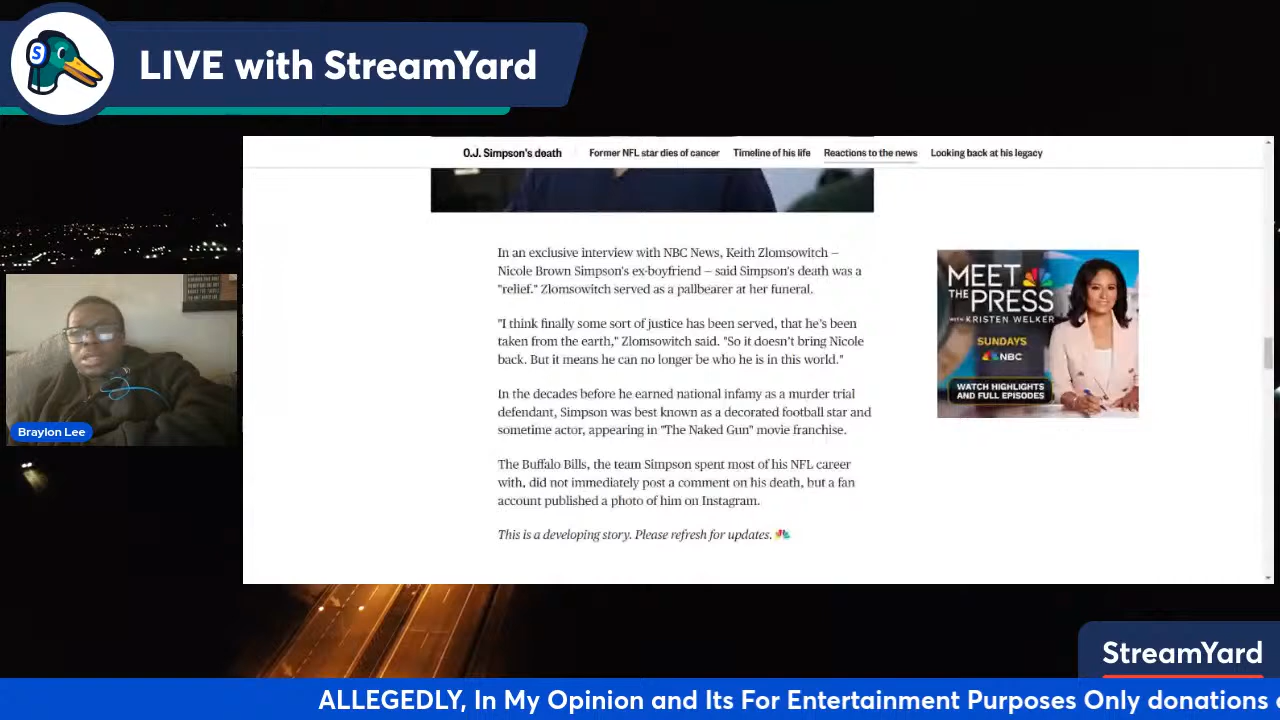 S
LIVE with StreamYard
O.J. Simpson's death
Former NFL star dies of cancer
Timeline of his life
Reactions to the news
Looking back at his legacy
In an exclusive interview with NBC News, Keith Zlomsowitch —
Nicole Brown Simpson's ex-boyfriend — said Simpson's death was a
"relief." Zlomsowitch served as a pallbearer at her funeral.
"I think finally some sort of justice has been served, that he's been
taken from the earth," Zlomsowitch said. "So it doesn't bring Nicole
back. But it means he can no longer be who he is in this world."
In the decades before he earned national infamy as a murder trial
defendant, Simpson was best known as a decorated football star and
sometime actor, appearing in "The Naked Gun" movie franchise.
The Buffalo Bills, the team Simpson spent most of his NFL career
with, did not immediately post a comment on his death, but a fan
account published a photo of him on Instagram.
This is a developing story. Please refresh for updates.
MEET
THE PRESS
WITH KRISTEN WELKER
SUNDAYS
NBC
WATCH HIGHLIGHTS
AND FULL EPISODES
Braylon Lee
StreamYard
ALLEGEDLY, In My Opinion and Its For Entertainment Purposes Only donations